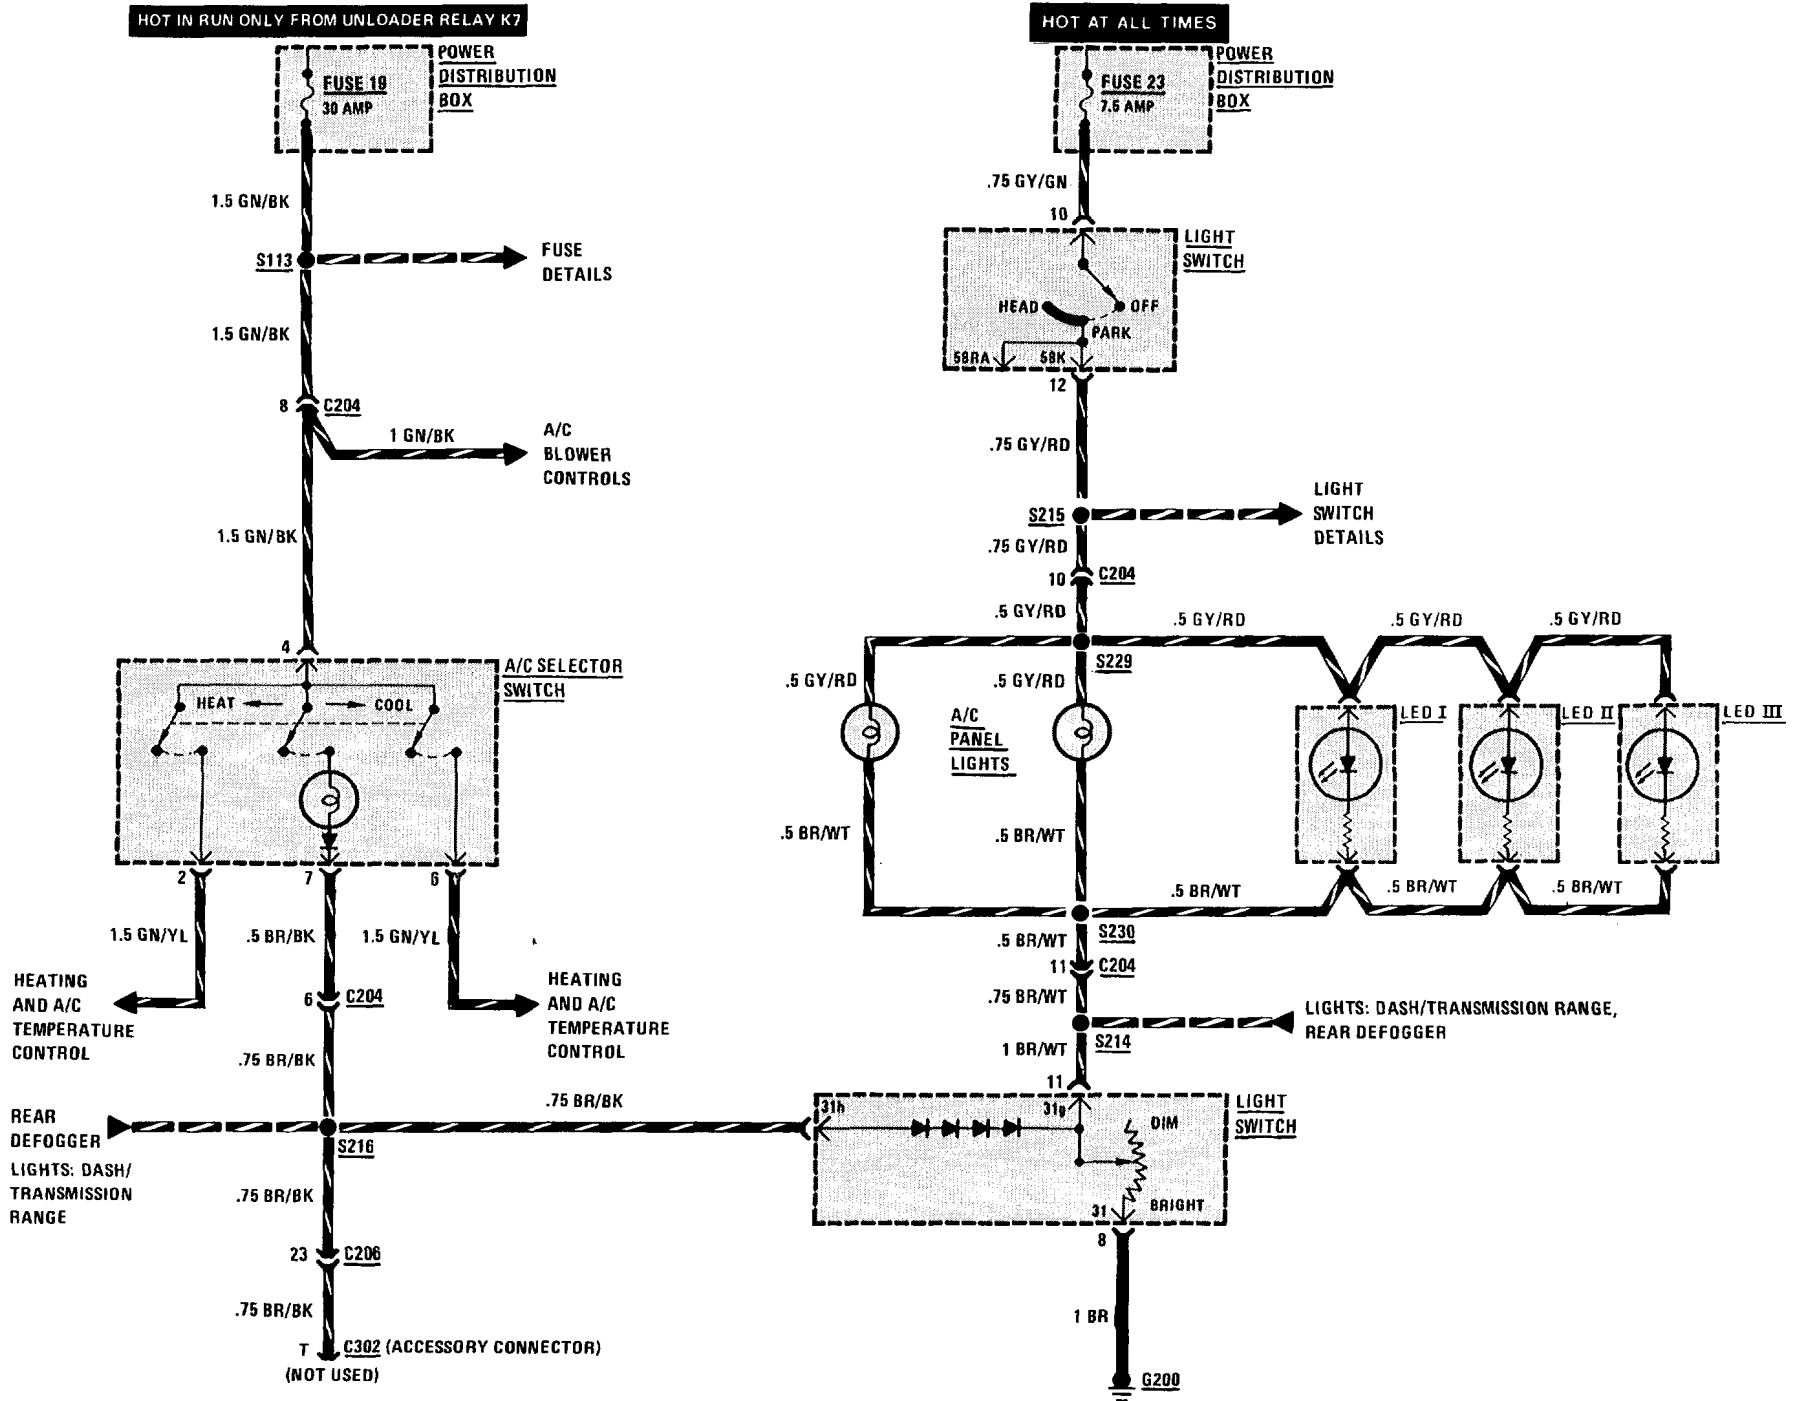 HOT IN RUN ONLY FROM UNLOADER RELAY K7
HOT AT ALL TIMES
FUSE 19
30 AMP
POWER
DISTRIBUTION
BOX
FUSE 23
7.5 AMP
POWER
DISTRIBUTION
BOX
1.5 GN/BK
.75 GY/GN
10
S113
FUSE
DETAILS
LIGHT
SWITCH
HEAD
OFF
PARK
58RA
58K
12
1.5 GN/BK
8
C204
1 GN/BK
A/C
BLOWER
CONTROLS
.75 GY/RD
S215
LIGHT
SWITCH
DETAILS
1.5 GN/BK
.75 GY/RD
10
C204
.5 GY/RD
.5 GY/RD
.5 GY/RD
.5 GY/RD
4
A/C SELECTOR
SWITCH
S229
.5 GY/RD
.5 GY/RD
HEAT
COOL
A/C
PANEL
LIGHTS
LED I
LED II
LED III
.5 BR/WT
.5 BR/WT
2
7
6
.5 BR/WT
.5 BR/WT
.5 BR/WT
1.5 GN/YL
.5 BR/BK
1.5 GN/YL
S230
.5 BR/WT
11
C204
HEATING
AND A/C
TEMPERATURE
CONTROL
6
C204
HEATING
AND A/C
TEMPERATURE
CONTROL
.75 BR/WT
S214
LIGHTS: DASH/TRANSMISSION RANGE,
REAR DEFOGGER
.75 BR/BK
1 BR/WT
11
.75 BR/BK
REAR
DEFOGGER
LIGHTS: DASH/
TRANSMISSION
RANGE
S216
31h
31g
DIM
BRIGHT
31
LIGHT
SWITCH
.75 BR/BK
8
23
C206
.75 BR/BK
1 BR
T
C302 (ACCESSORY CONNECTOR)
(NOT USED)
G200